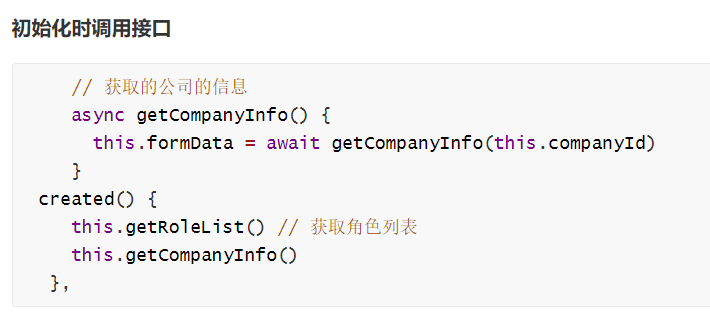 初始化时调用接口
// 获取的公司的信息
async getCompanyInfo() {
this.formData = await getCompanyInfo(this.companyId)
}
created() {
this.getRoleList() // 获取角色列表
this.getCompanyInfo()
},